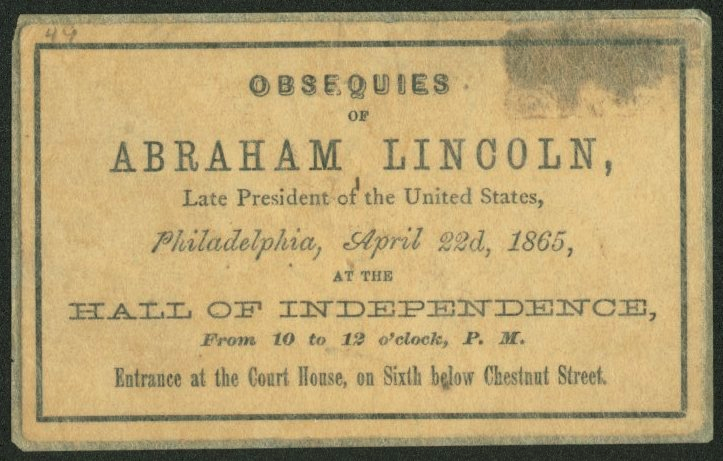 49
OBSEQUIES
OF
ABRAHAM LINCOLN,
Late President of the United States,
Philadelphia, April 22d, 1865,
AT THE
HALL OF INDEPENDENCE,
From 10 to 12 o'clock, P. M.
Entrance at the Court House, on Sixth below Chestnut Street.